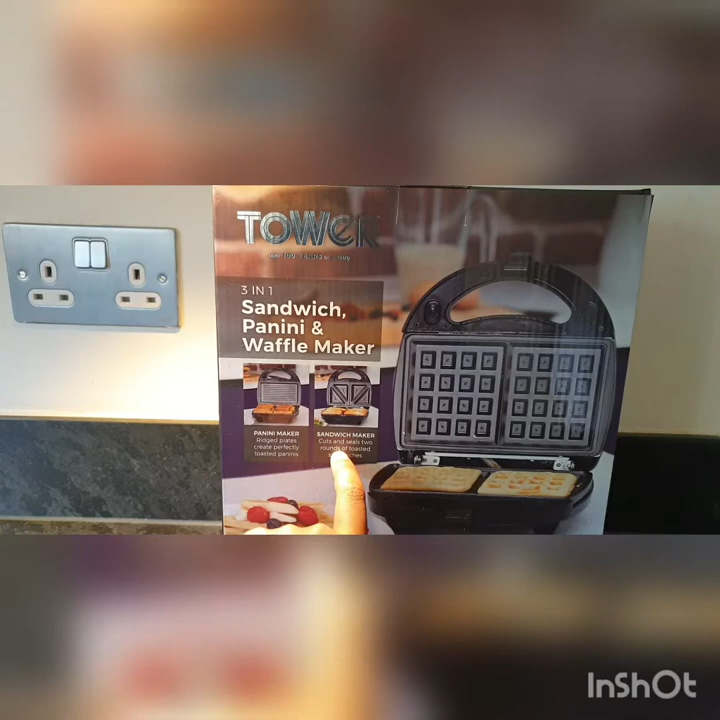 TOWER
3 IN 1
Sandwich,
Panini &
Waffle Maker
PANINI MAKER
Ridged plates
create perfectly
toasted paninis
SANDWICH MAKER
Cuts and seals two
rounds of toasted
InShOt